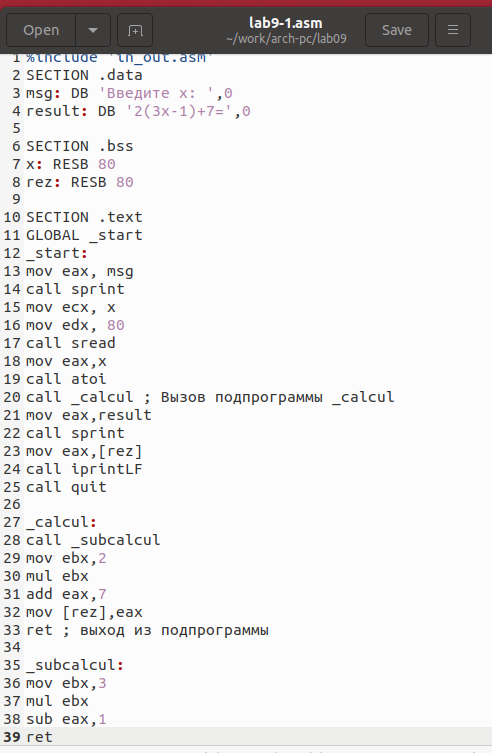 Open
lab9-1.asm
~/work/arch-pc/lab09
Save
1 %include 'in_out.asm'
2 SECTION .data
3 msg: DB 'Введите x: ',0
4 result: DB '2(3x-1)+7=',0
5
6 SECTION .bss
7 x: RESB 80
8 rez: RESB 80
9
10 SECTION .text
11 GLOBAL _start
12 _start:
13 mov eax, msg
14 call sprint
15 mov ecx, x
16 mov edx, 80
17 call sread
18 mov eax,x
19 call atoi
20 call _calcul ; Вызов подпрограммы _calcul
21 mov eax,result
22 call sprint
23 mov eax,[rez]
24 call iprintLF
25 call quit
26
27 _calcul:
28 call _subcalcul
29 mov ebx,2
30 mul ebx
31 add eax,7
32 mov [rez],eax
33 ret ; выход из подпрограммы
34
35 _subcalcul:
36 mov ebx,3
37 mul ebx
38 sub eax,1
39 ret